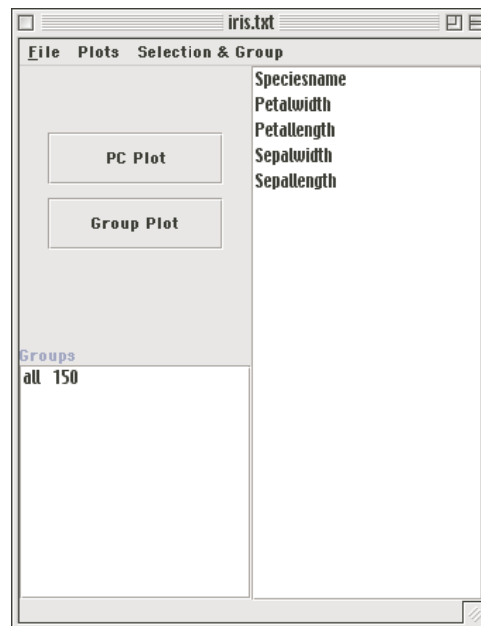 iris.txt
File Plots Selection & Group
Speciesname
Petalwidth
Petallength
Sepalwidth
Sepallength
PC Plot
Group Plot
Groups
all 150